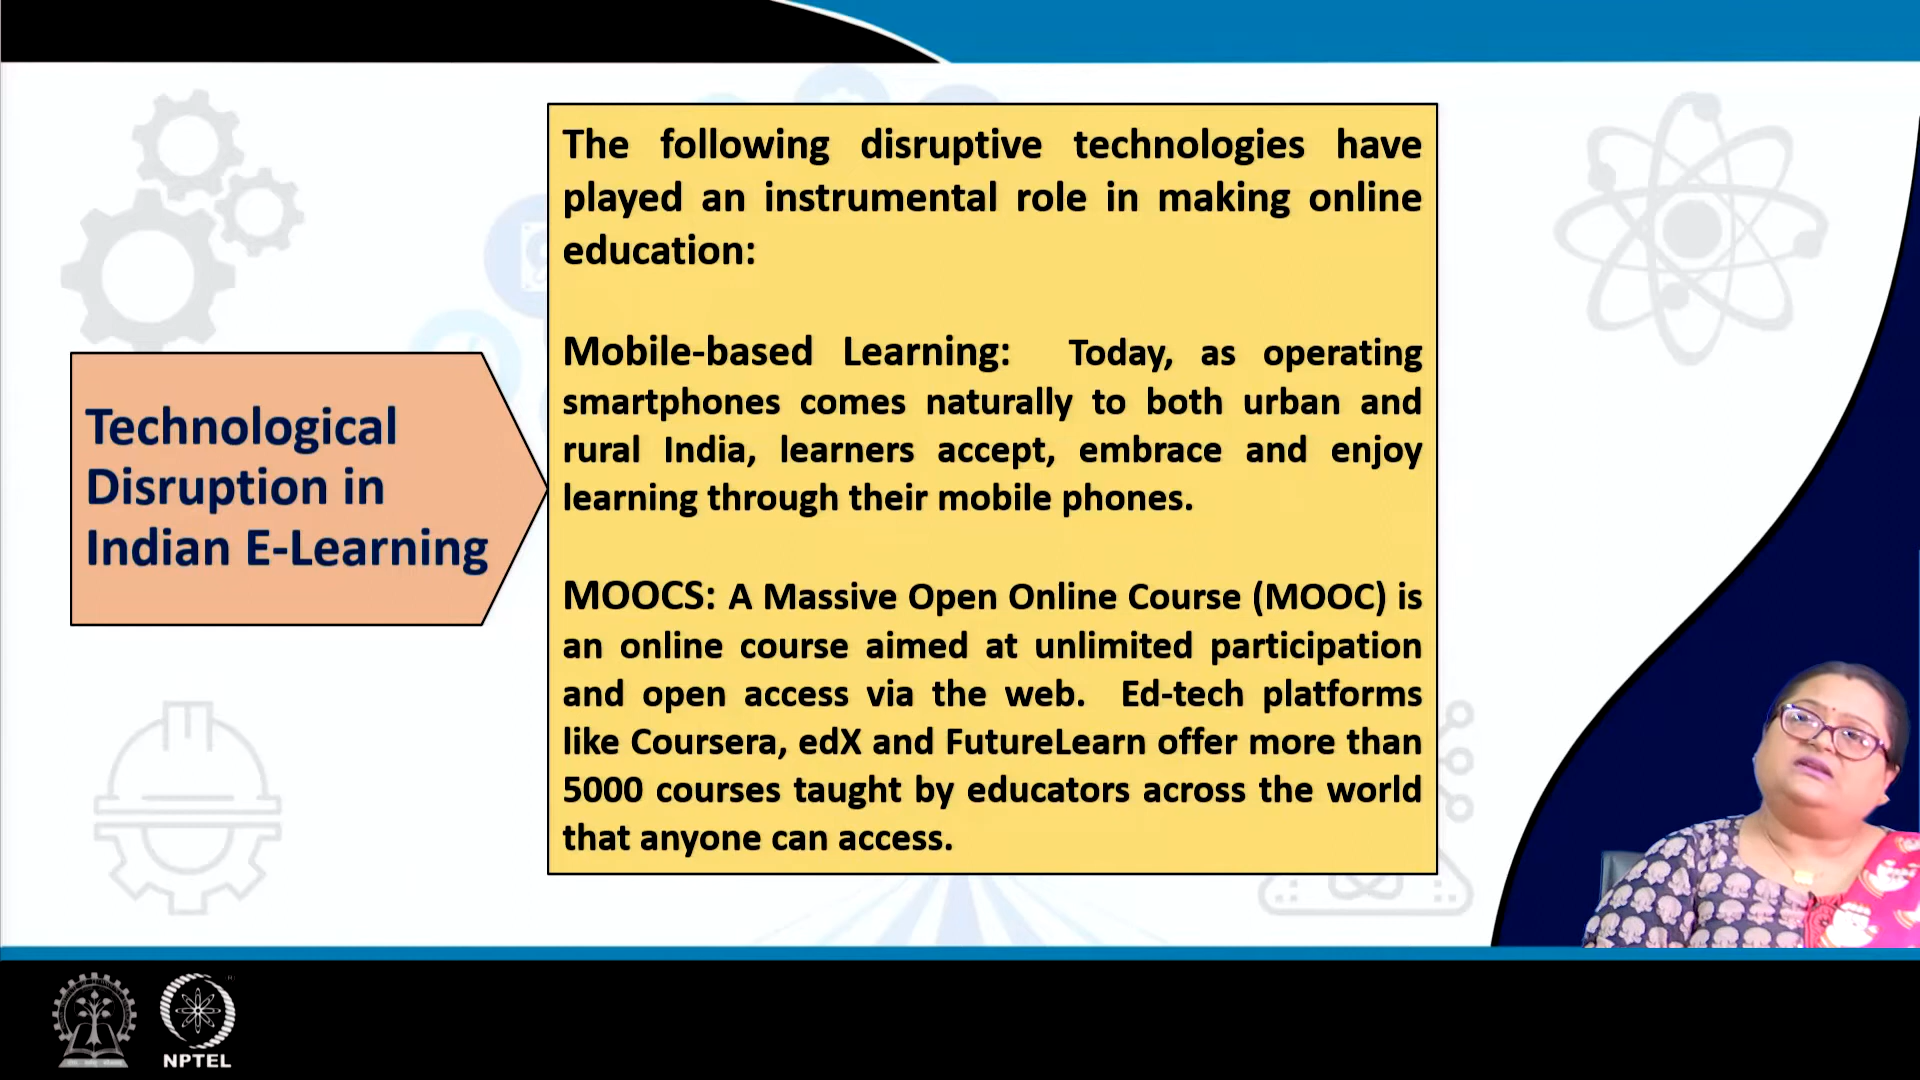 The following disruptive technologies have
played an instrumental role in making online
education:
Mobile-based Learning: Today, as operating
smartphones comes naturally to both urban and
rural India, learners accept, embrace and enjoy
learning through their mobile phones.
MOOCS: A Massive Open Online Course (MOOC) is
an online course aimed at unlimited participation
and open access via the web. Ed-tech platforms
like Coursera, edX and FutureLearn offer more than
5000 courses taught by educators across the world
that anyone can access.
Technological
Disruption in
Indian E-Learning
NPTEL